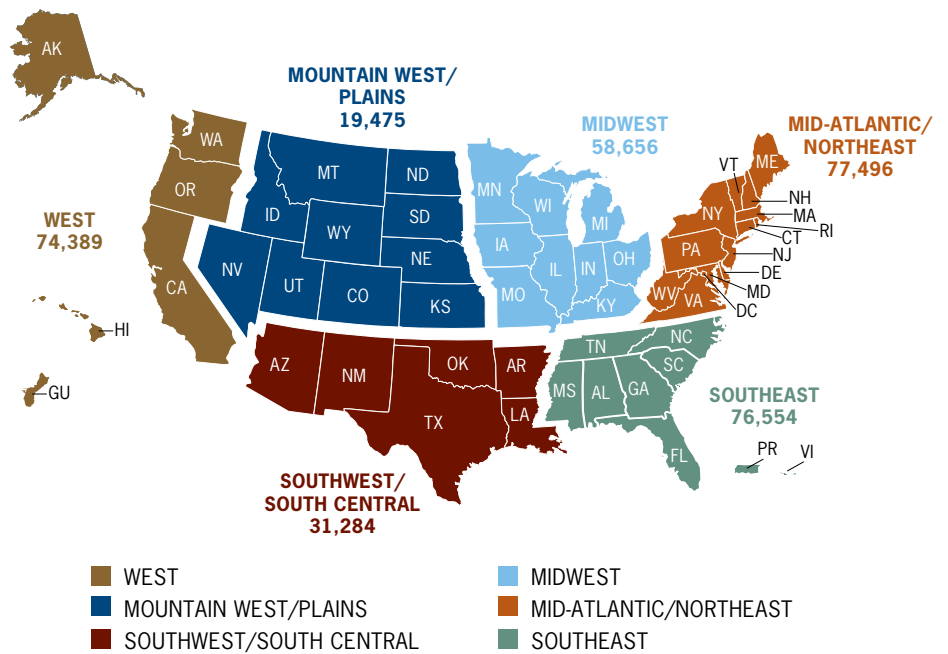 AK
MOUNTAIN WEST/
PLAINS
19,475
MIDWEST
58,656
MID-ATLANTIC/
NORTHEAST
77,496
WEST
74,389
WA
OR
CA
HI
GU
MT
ND
ID
WY
SD
NE
NV
UT
CO
KS
MN
WI
MI
IA
IL
IN
OH
MO
KY
VT
ME
NH
MA
RI
CT
NY
PA
NJ
DE
MD
DC
WV
VA
AZ
NM
OK
AR
TX
LA
TN
NC
SC
MS
AL
GA
FL
SOUTHEAST
76,554
PR
VI
SOUTHWEST/
SOUTH CENTRAL
31,284
WEST
MOUNTAIN WEST/PLAINS
SOUTHWEST/SOUTH CENTRAL
MIDWEST
MID-ATLANTIC/NORTHEAST
SOUTHEAST